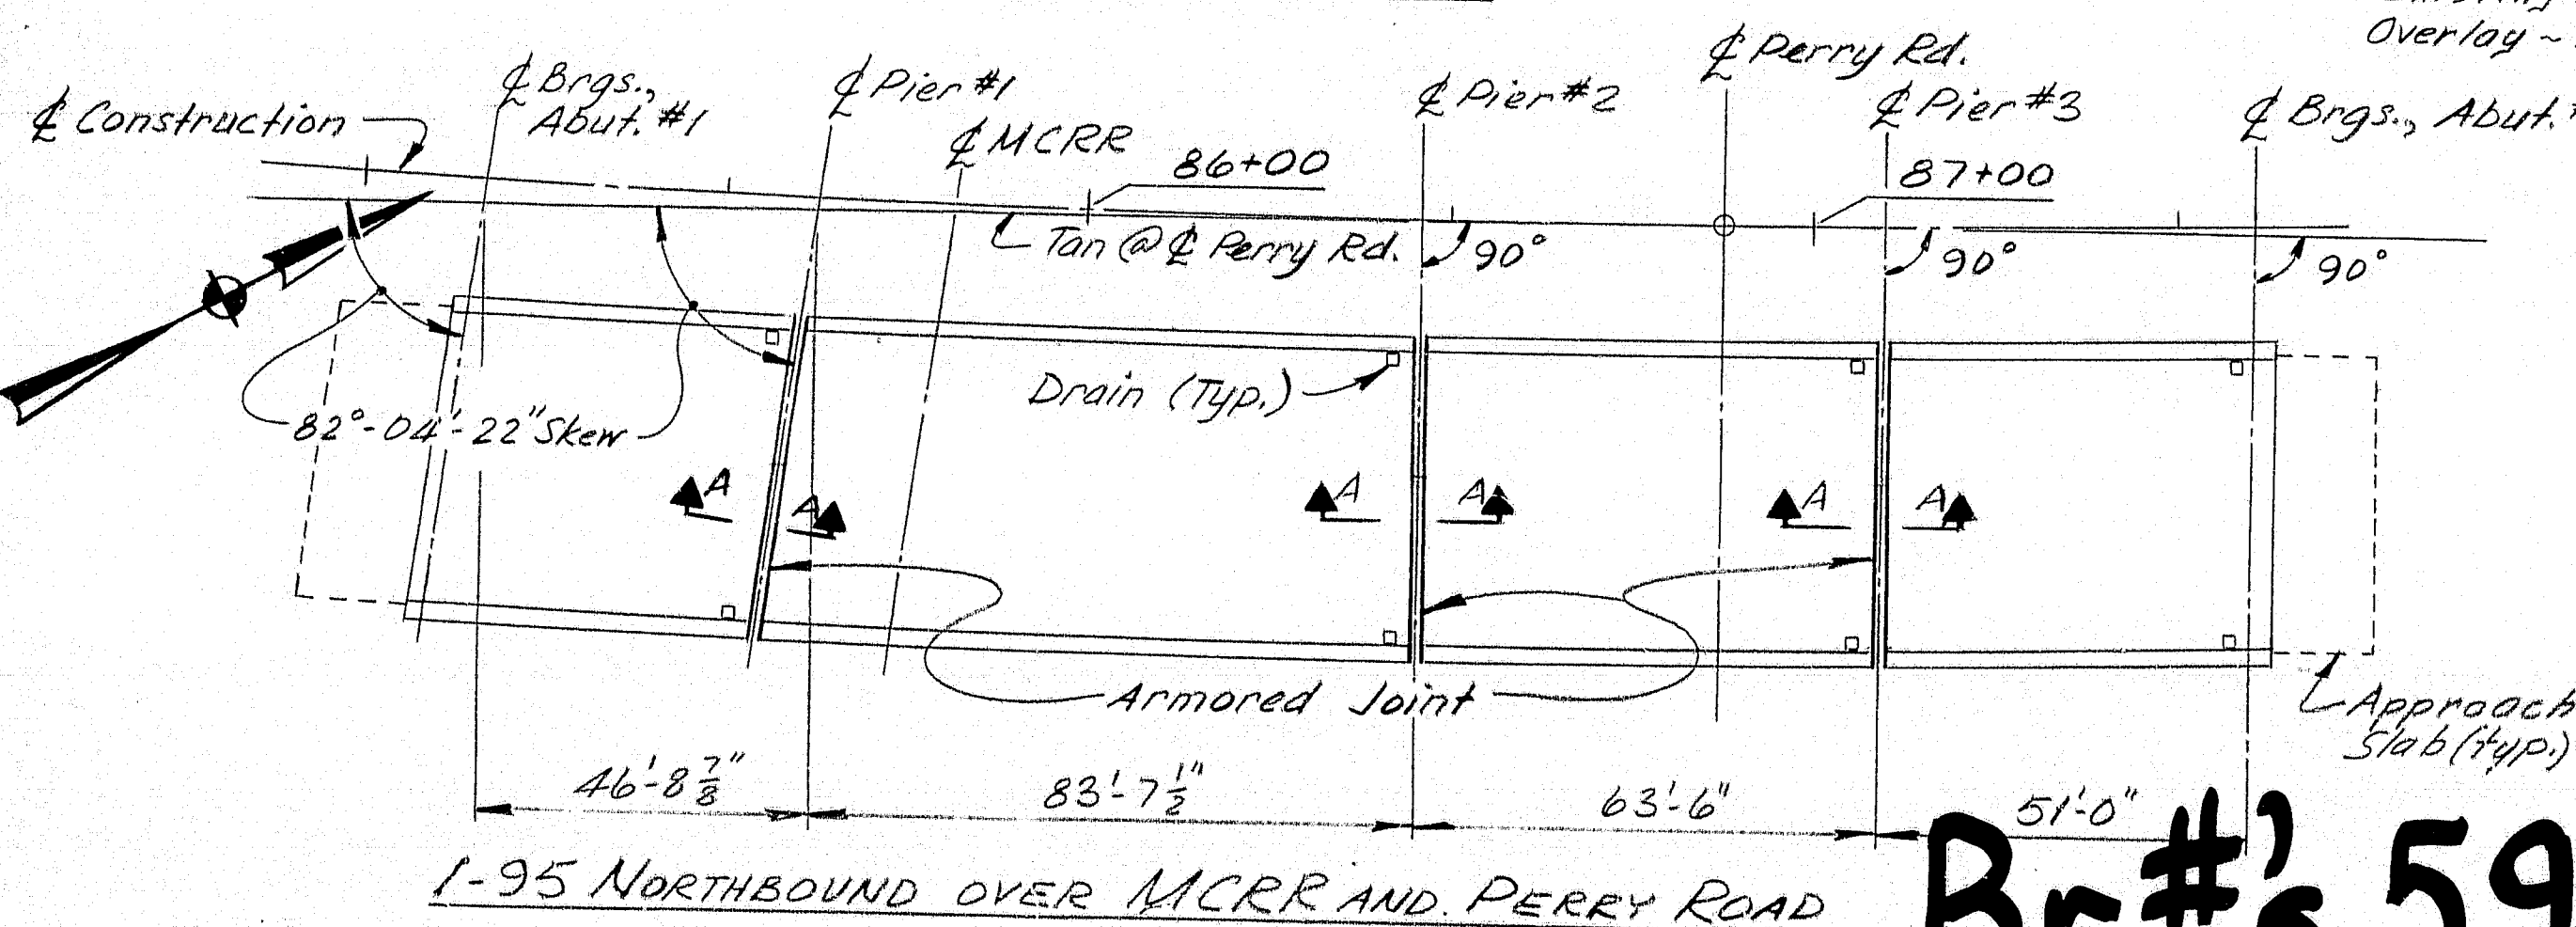 Overlay ~
℄ Perry Rd.
℄ Brgs.,
Abut. #1
℄ Pier #1
℄ Pier #2
℄ Pier #3
℄ Brgs., Abut.
℄ Construction
℄ MCRR
86+00
87+00
Tan @ ℄ Perry Rd.
90°
90°
90°
Drain (Typ.)
82°-04'-22" Skew
A
A
A
A
A
A
Armored Joint
Approach
Slab (typ.)
46'-8 7/8"
83'-7 1/2"
63'-6"
51'-0"
I-95 NORTHBOUND OVER MCRR AND. PERRY ROAD
Br#'s 59